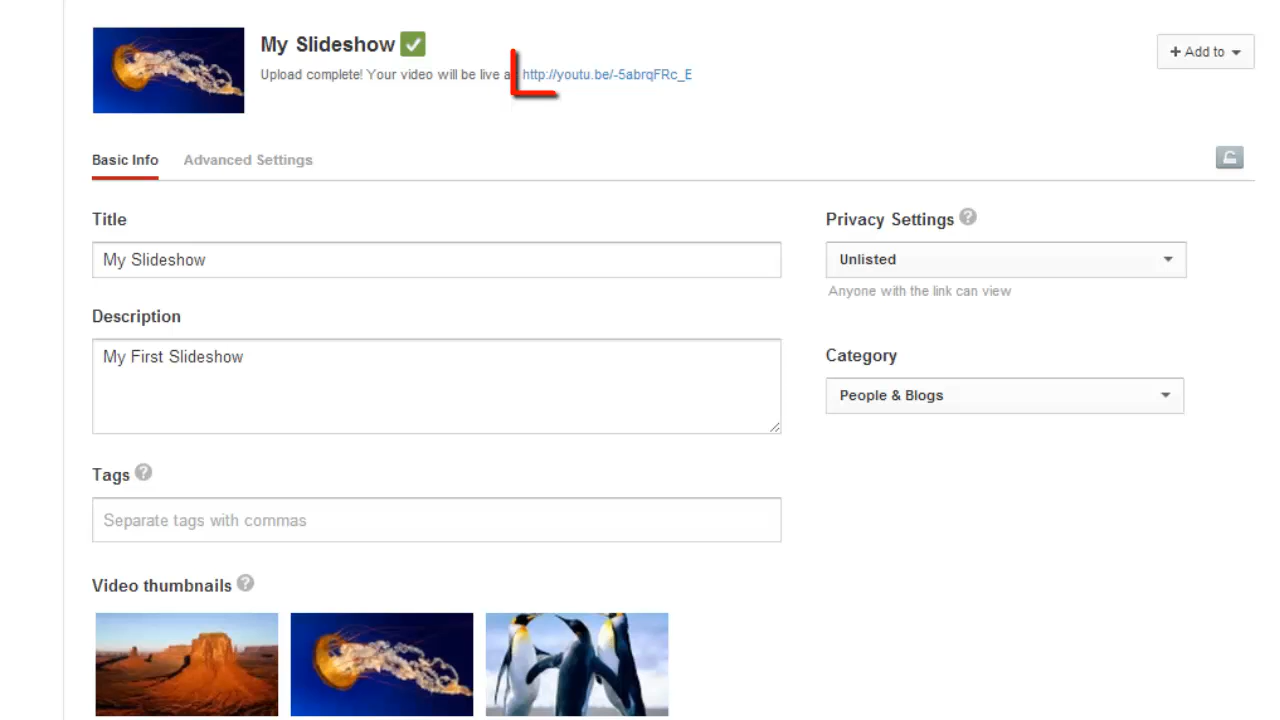 My Slideshow
+ Add to
Upload complete! Your video will be live http://youtu.be/-5abrqFRc_E
Basic Info Advanced Settings
Title
Privacy Settings ?
My Slideshow
Unlisted
Anyone with the link can view
Description
My First Slideshow
Category
People & Blogs
Tags ?
Separate tags with commas
Video thumbnails ?